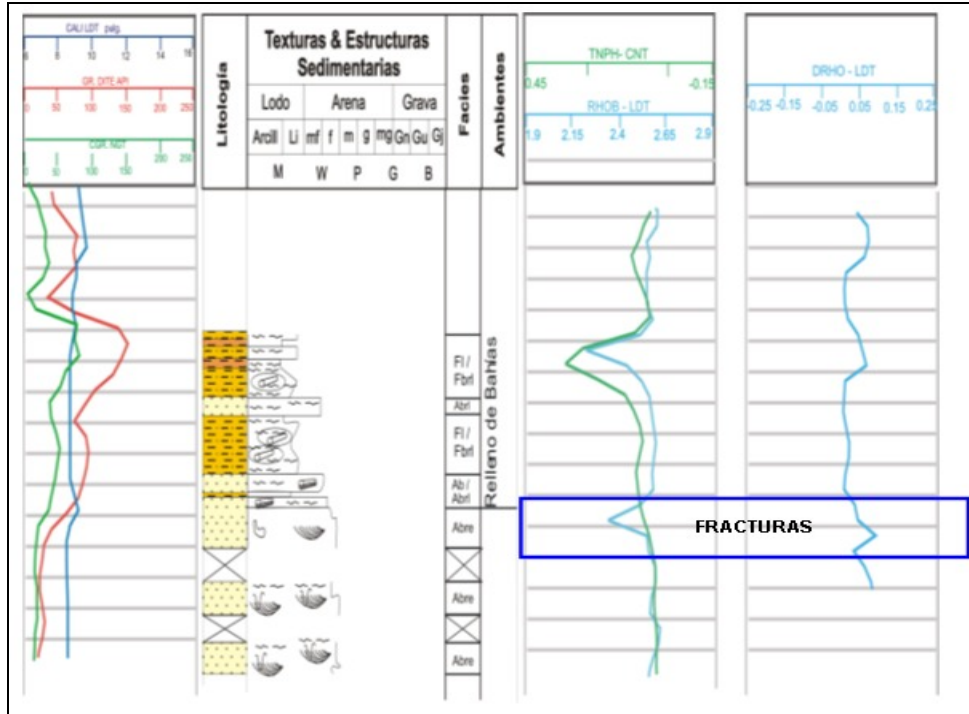 CALI LDT palg.
6 8 10 12 14 16
GR. DITE API
0 50 100 150 200 250
CGR. NGT
0 50 100 150 200 250
Litología
Texturas & Estructuras
Sedimentarias
Lodo Arena Grava
Arcill Li mf f m g mg Gn Gu Gj
M W P G B
Facies
Ambientes
TNPH- CNT
0.45 -0.15
RHOB - LDT
1.9 2.15 2.4 2.65 2.9
DRHO - LDT
-0.25 -0.15 -0.05 0.05 0.15 0.25
Fl /
Fbrl
Abrl
Fl /
Fbrl
Ab /
Abrl
Abre
Abre
Abre
Relleno de Bahías
FRACTURAS